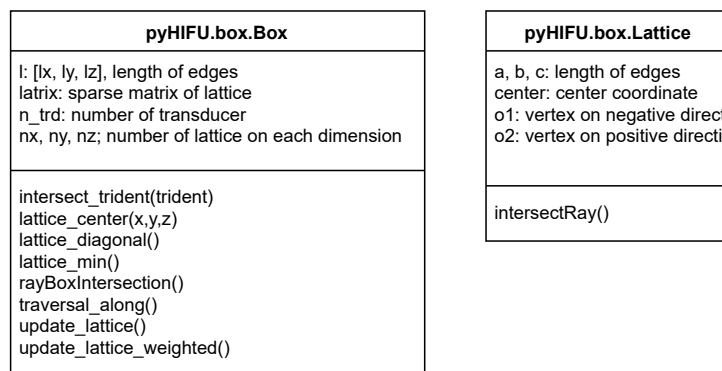 pyHIFU.box.Box
l: [lx, ly, lz], length of edges
latrix: sparse matrix of lattice
n_trd: number of transducer
nx, ny, nz; number of lattice on each dimension
intersect_trident(trident)
lattice_center(x,y,z)
lattice_diagonal()
lattice_min()
rayBoxIntersection()
traversal_along()
update_lattice()
update_lattice_weighted()
pyHIFU.box.Lattice
a, b, c: length of edges
center: center coordinate
o1: vertex on negative direct
o2: vertex on positive directi
intersectRay()